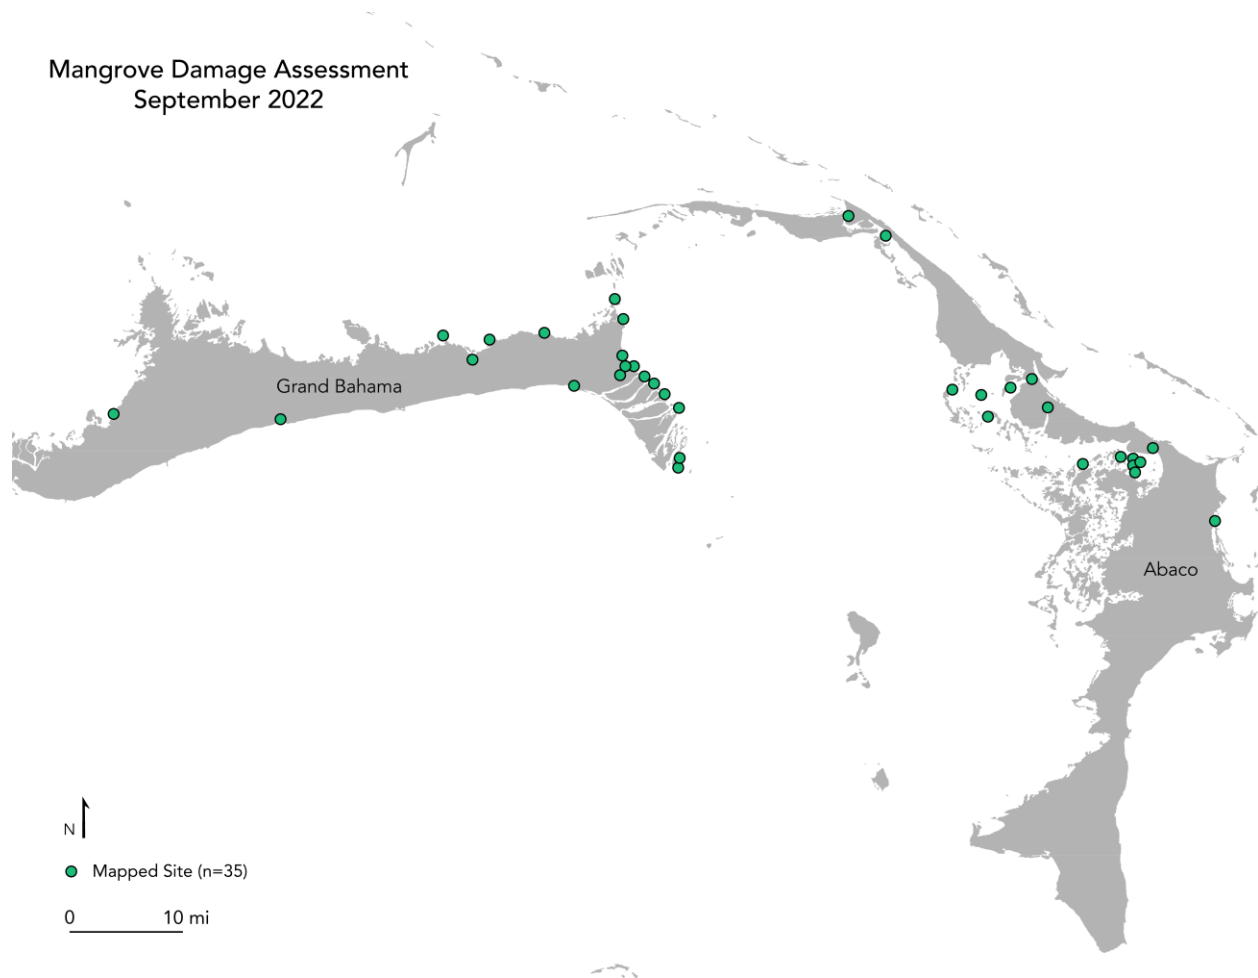 Mangrove Damage Assessment
September 2022
Grand Bahama
Abaco
N
Mapped Site (n=35)
0 10 mi